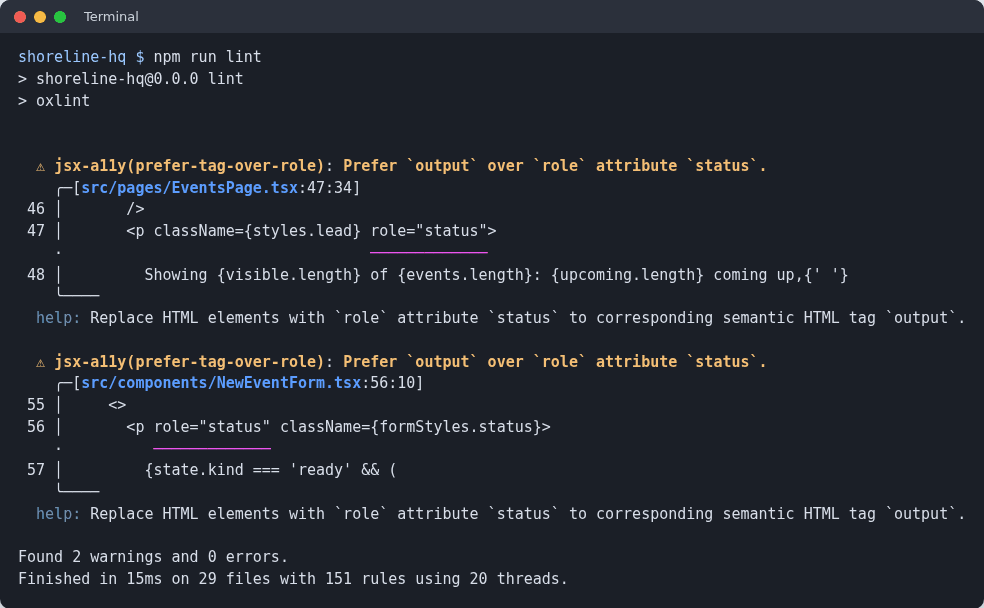 Terminal
shoreline-hq $ npm run lint
> shoreline-hq@0.0.0 lint
> oxlint
⚠ jsx-a11y(prefer-tag-over-role): Prefer `output` over `role` attribute `status`.
╭─[src/pages/EventsPage.tsx:47:34]
46 │       />
47 │       <p className={styles.lead} role="status">
·                                  ─────────────
48 │         Showing {visible.length} of {events.length}: {upcoming.length} coming up,{' '}
╰────
help: Replace HTML elements with `role` attribute `status` to corresponding semantic HTML tag `output`.
⚠ jsx-a11y(prefer-tag-over-role): Prefer `output` over `role` attribute `status`.
╭─[src/components/NewEventForm.tsx:56:10]
55 │     <>
56 │       <p role="status" className={formStyles.status}>
·          ─────────────
57 │         {state.kind === 'ready' && (
╰────
help: Replace HTML elements with `role` attribute `status` to corresponding semantic HTML tag `output`.
Found 2 warnings and 0 errors.
Finished in 15ms on 29 files with 151 rules using 20 threads.